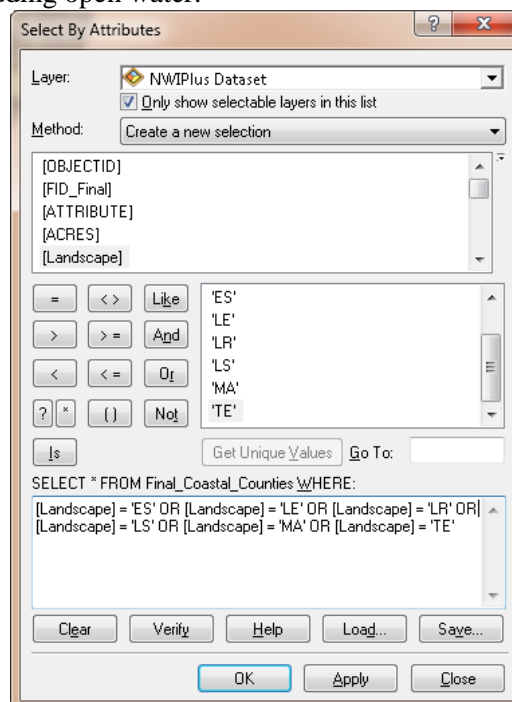 ding open water.
Select By Attributes
?
X
Layer: NWIPlus Dataset
Only show selectable layers in this list
Method: Create a new selection
[OBJECTID]
[FID_Final]
[ATTRIBUTE]
[ACRES]
[Landscape]
= < > Like
> > = And
< < = Or
? * ( ) Not
Is
'ES'
'LE'
'LR'
'LS'
'MA'
'TE'
Get Unique Values Go To:
SELECT * FROM Final_Coastal_Counties WHERE:
[Landscape] = 'ES' OR [Landscape] = 'LE' OR [Landscape] = 'LR' OR
[Landscape] = 'LS' OR [Landscape] = 'MA' OR [Landscape] = 'TE'
Clear Verify Help Load... Save...
OK Apply Close